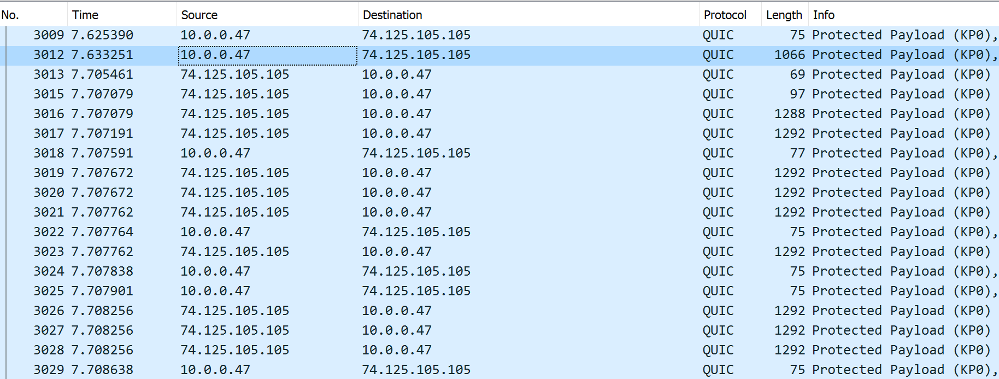 No. Time Source Destination Protocol Length Info
3009 7.625390 10.0.0.47 74.125.105.105 QUIC 75 Protected Payload (KP0),
3012 7.633251 10.0.0.47 74.125.105.105 QUIC 1066 Protected Payload (KP0),
3013 7.705461 74.125.105.105 10.0.0.47 QUIC 69 Protected Payload (KP0)
3015 7.707079 74.125.105.105 10.0.0.47 QUIC 97 Protected Payload (KP0)
3016 7.707079 74.125.105.105 10.0.0.47 QUIC 1288 Protected Payload (KP0)
3017 7.707191 74.125.105.105 10.0.0.47 QUIC 1292 Protected Payload (KP0)
3018 7.707591 10.0.0.47 74.125.105.105 QUIC 77 Protected Payload (KP0),
3019 7.707672 74.125.105.105 10.0.0.47 QUIC 1292 Protected Payload (KP0)
3020 7.707672 74.125.105.105 10.0.0.47 QUIC 1292 Protected Payload (KP0)
3021 7.707762 74.125.105.105 10.0.0.47 QUIC 1292 Protected Payload (KP0)
3022 7.707764 10.0.0.47 74.125.105.105 QUIC 75 Protected Payload (KP0),
3023 7.707762 74.125.105.105 10.0.0.47 QUIC 1292 Protected Payload (KP0)
3024 7.707838 10.0.0.47 74.125.105.105 QUIC 75 Protected Payload (KP0),
3025 7.707901 10.0.0.47 74.125.105.105 QUIC 75 Protected Payload (KP0),
3026 7.708256 74.125.105.105 10.0.0.47 QUIC 1292 Protected Payload (KP0)
3027 7.708256 74.125.105.105 10.0.0.47 QUIC 1292 Protected Payload (KP0)
3028 7.708256 74.125.105.105 10.0.0.47 QUIC 1292 Protected Payload (KP0)
3029 7.708638 10.0.0.47 74.125.105.105 QUIC 75 Protected Payload (KP0),